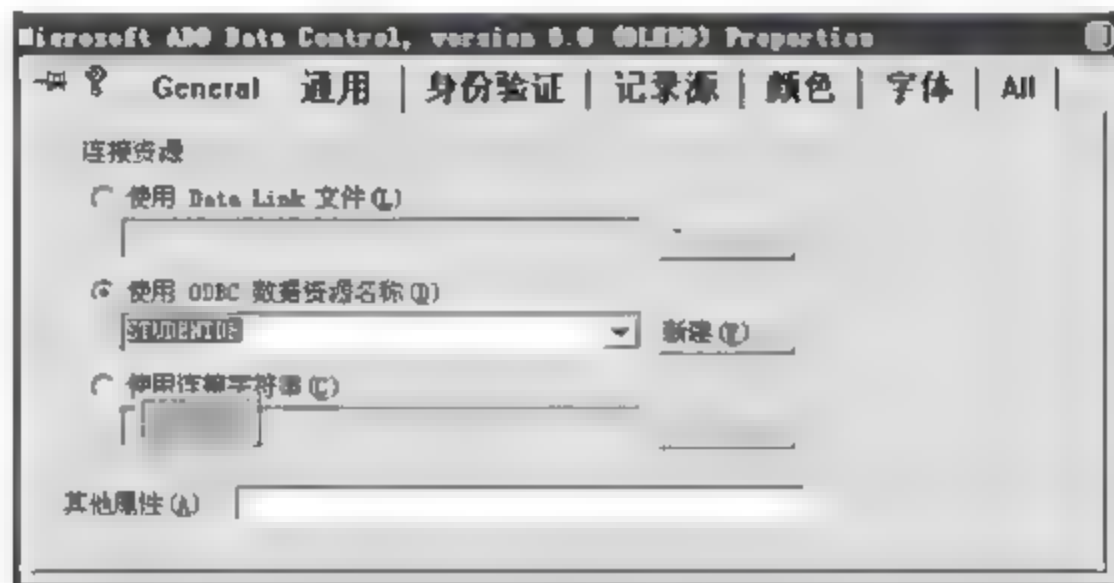 Microsoft ADO Data Control, version 6.0 (OLEDB) Properties
General 通用 身份验证 记录源 颜色 字体 All
连接资源
使用 Data Link 文件(L)
使用 ODBC 数据资源名称(D)
新建(W)
使用连接字符串(C)
其他属性(A)